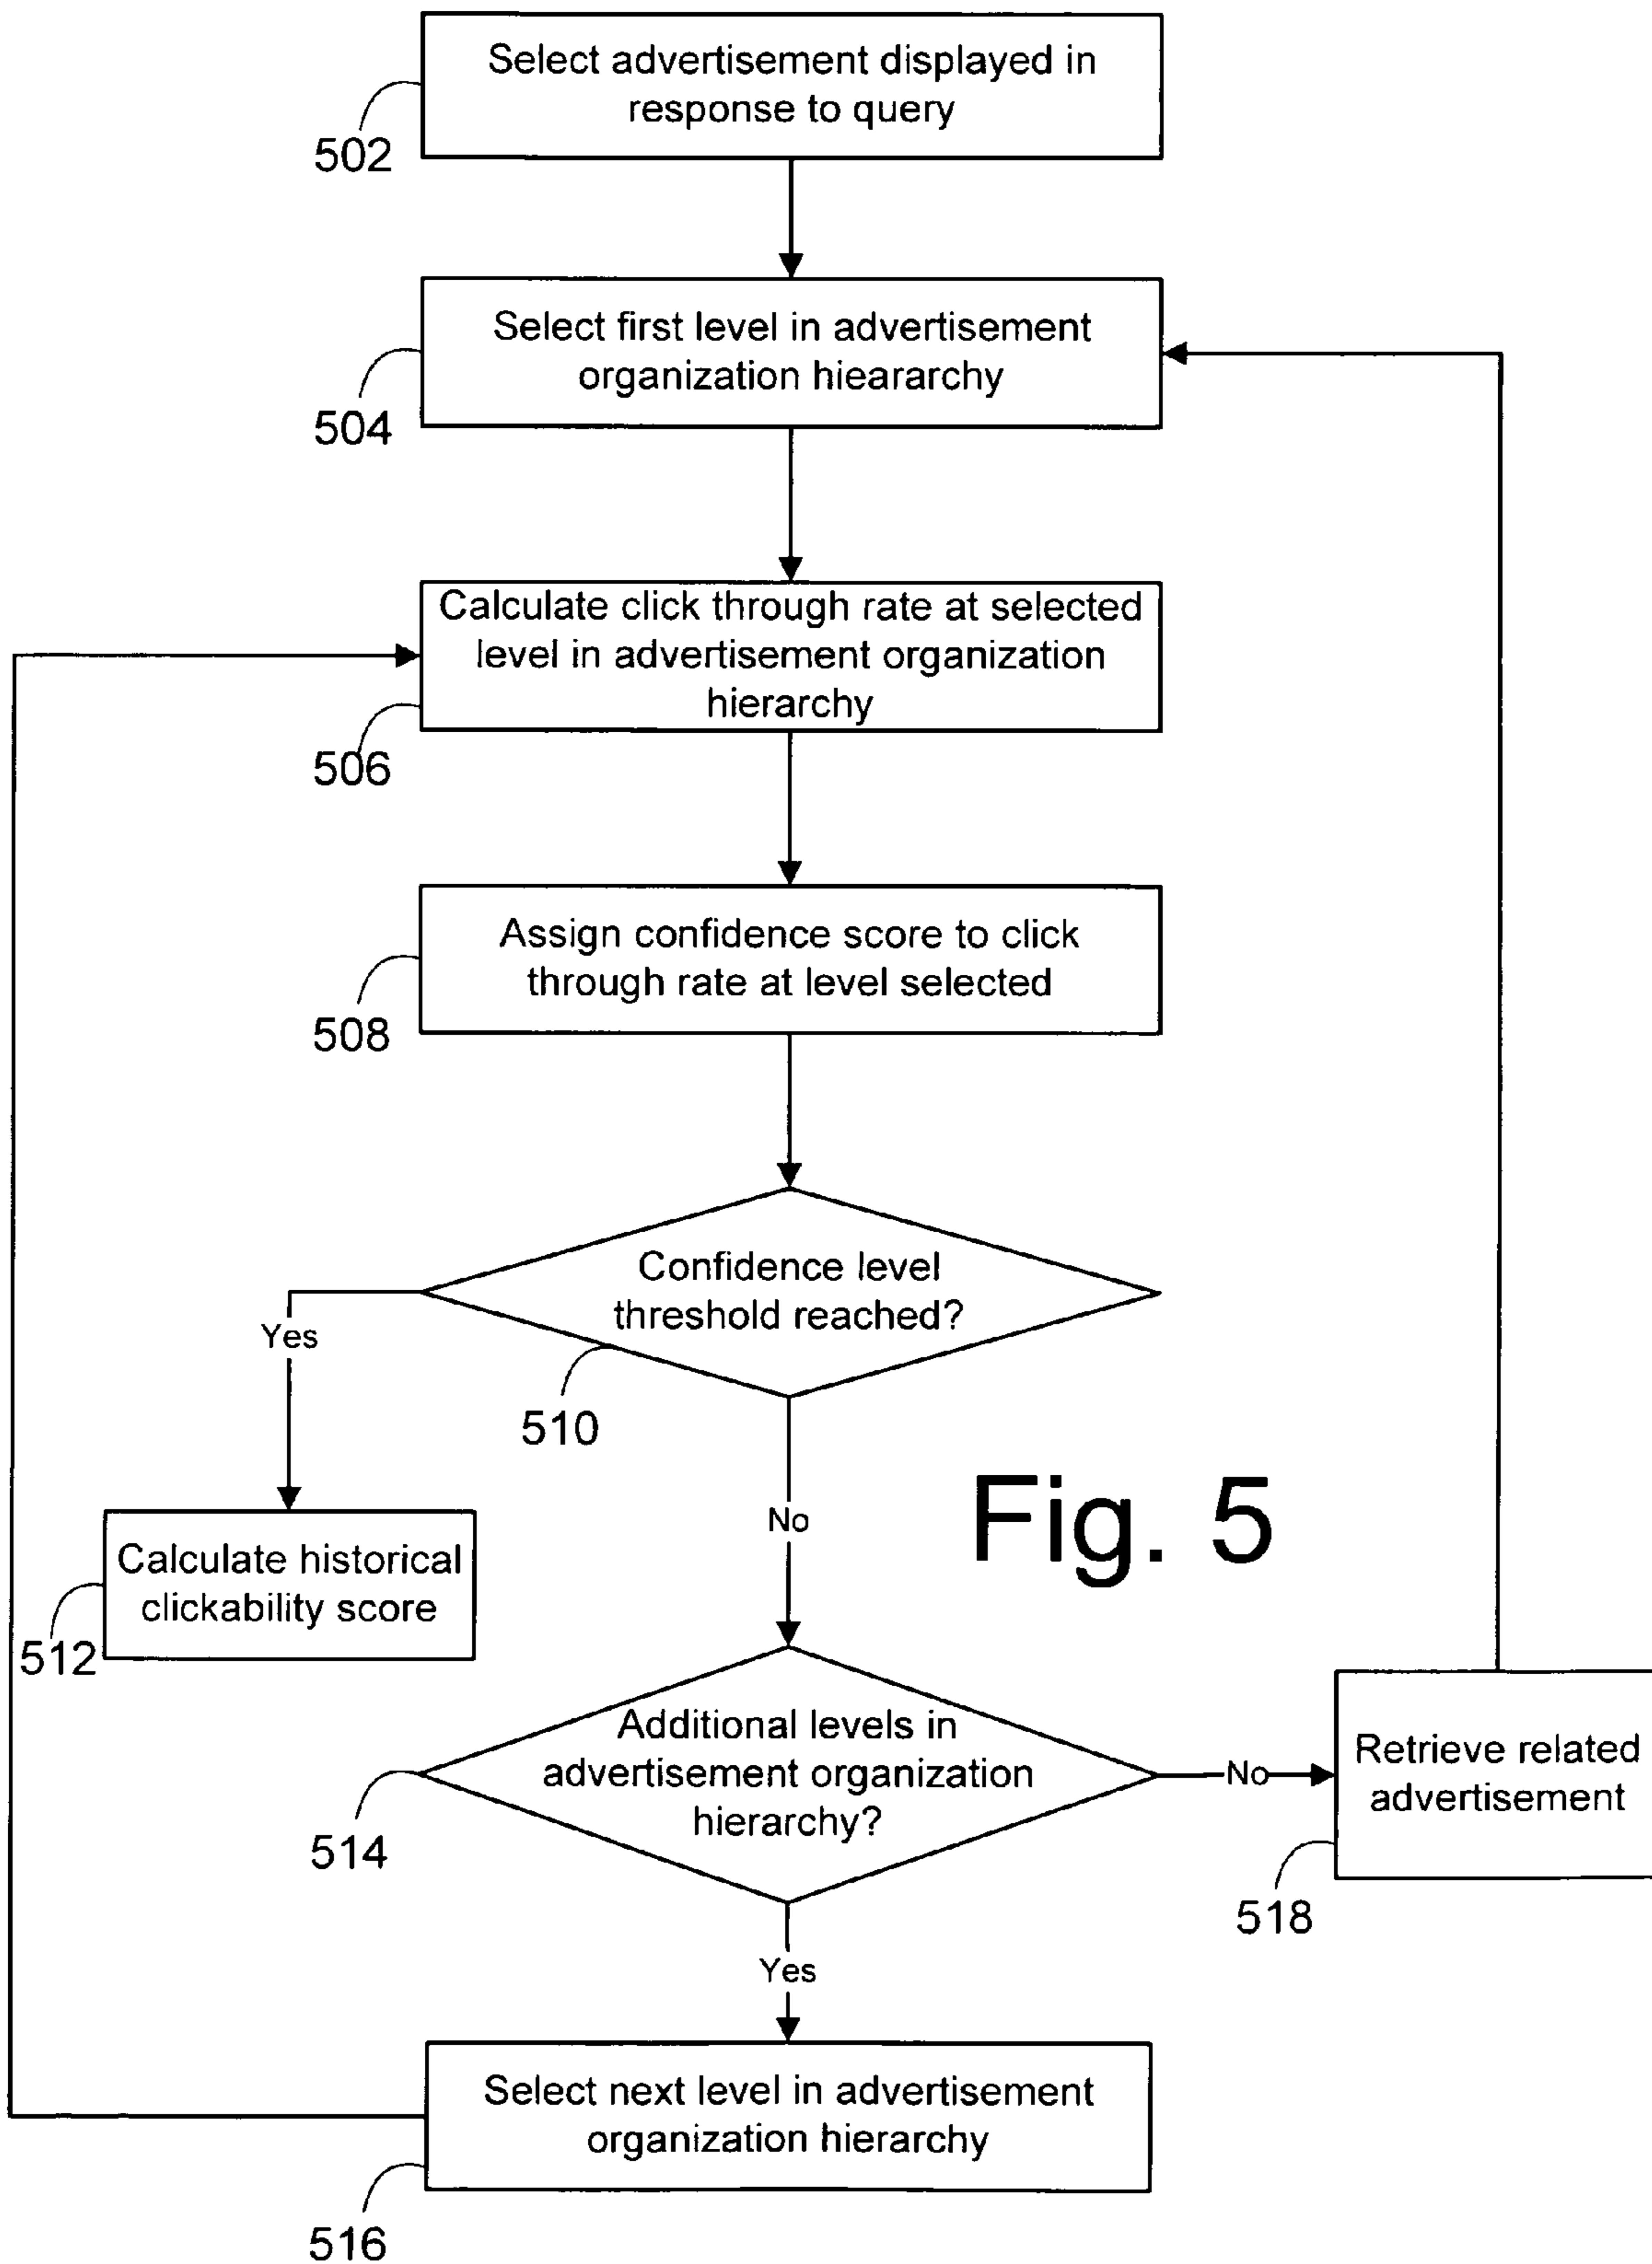 Select advertisement displayed in
response to query
502
Select first level in advertisement
organization hieararchy
504
Calculate click through rate at selected
level in advertisement organization
hierarchy
506
Assign confidence score to click
through rate at level selected
508
Confidence level
threshold reached?
Yes
510
No
Fig. 5
Calculate historical
clickability score
512
Additional levels in
advertisement organization
hierarchy?
514
No
Retrieve related
advertisement
518
Yes
Select next level in advertisement
organization hierarchy
516